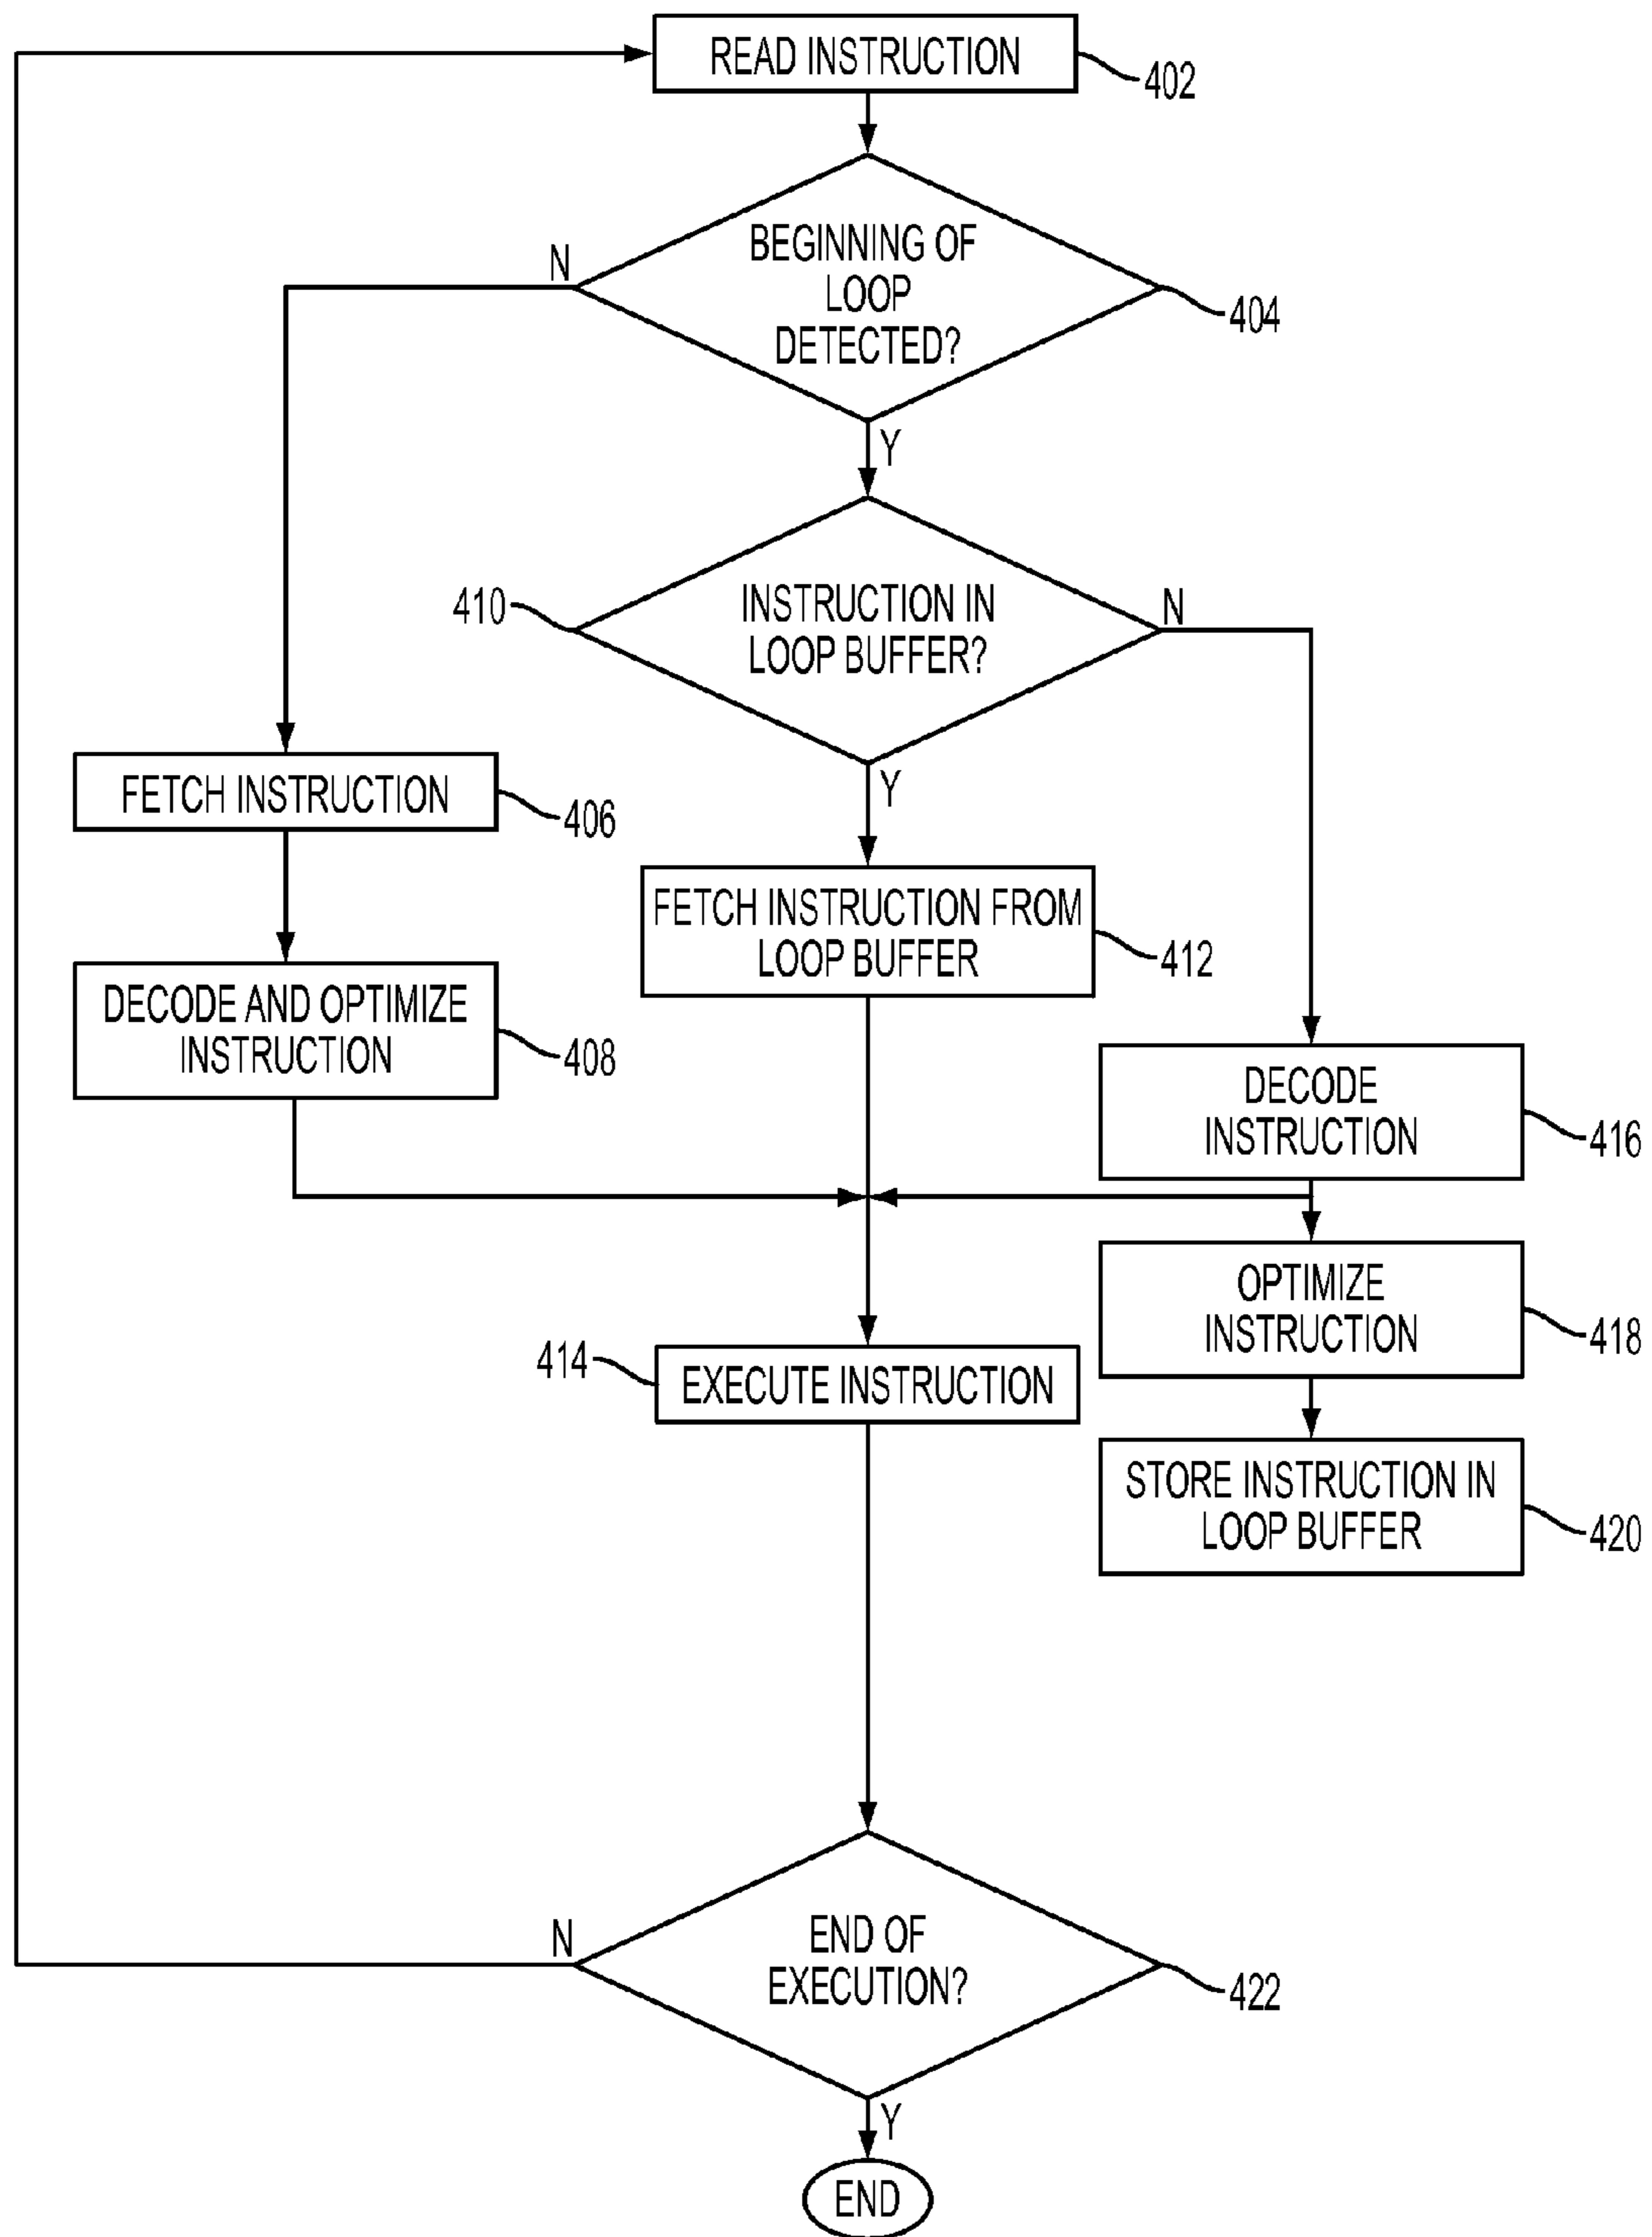 READ INSTRUCTION
402
BEGINNING OF
LOOP
DETECTED?
404
N
Y
410
INSTRUCTION IN
LOOP BUFFER?
N
Y
FETCH INSTRUCTION
406
FETCH INSTRUCTION FROM
LOOP BUFFER
412
DECODE AND OPTIMIZE
INSTRUCTION
408
DECODE
INSTRUCTION
416
OPTIMIZE
INSTRUCTION
418
414
EXECUTE INSTRUCTION
STORE INSTRUCTION IN
LOOP BUFFER
420
N
END OF
EXECUTION?
422
Y
END